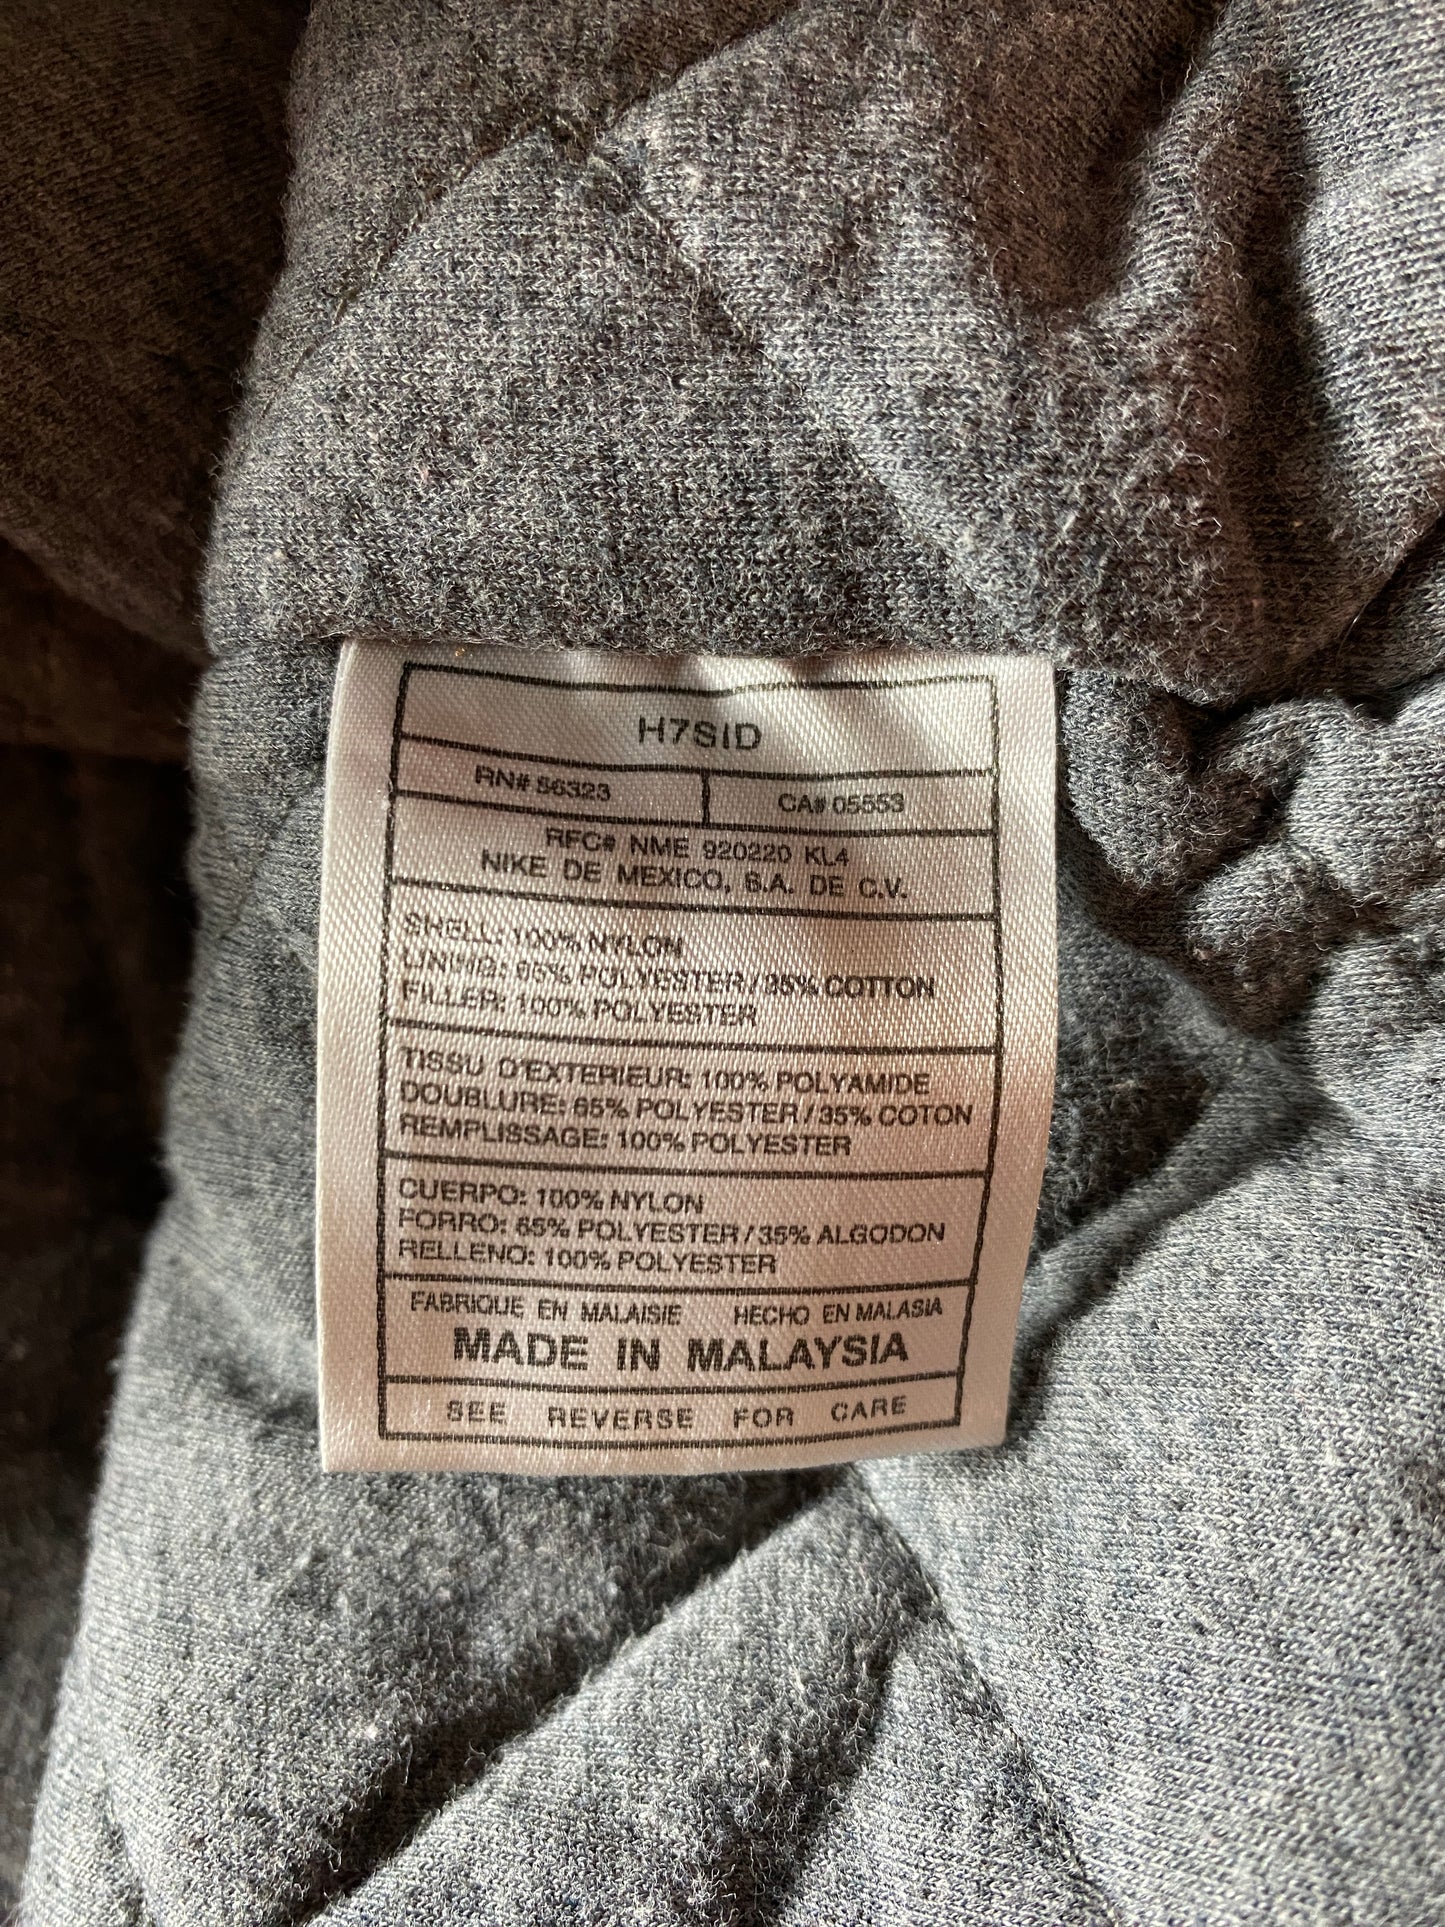 H7SID
RN# 56323 CA# 05553
RFC# NME 920220 KL4
NIKE DE MEXICO, S.A. DE C.V.
SHELL: 100% NYLON
LINING: 65% POLYESTER / 35% COTTON
FILLER: 100% POLYESTER
TISSU D'EXTERIEUR: 100% POLYAMIDE
DOUBLURE: 65% POLYESTER / 35% COTON
REMPLISSAGE: 100% POLYESTER
CUERPO: 100% NYLON
FORRO: 65% POLYESTER / 35% ALGODON
RELLENO: 100% POLYESTER
FABRIQUE EN MALAISIE HECHO EN MALASIA
MADE IN MALAYSIA
SEE REVERSE FOR CARE